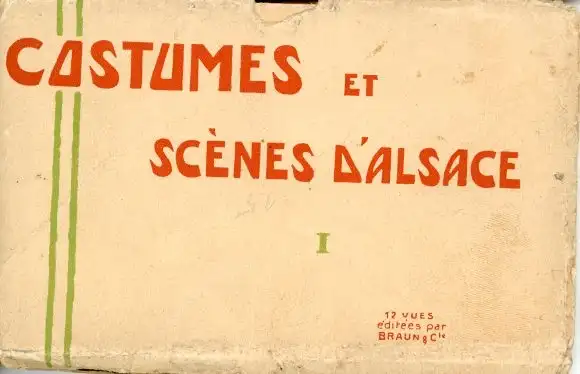 COSTUMES ET
SCÈNES D'ALSACE
I
12 VUES
éditées par
BRAUN & Cie